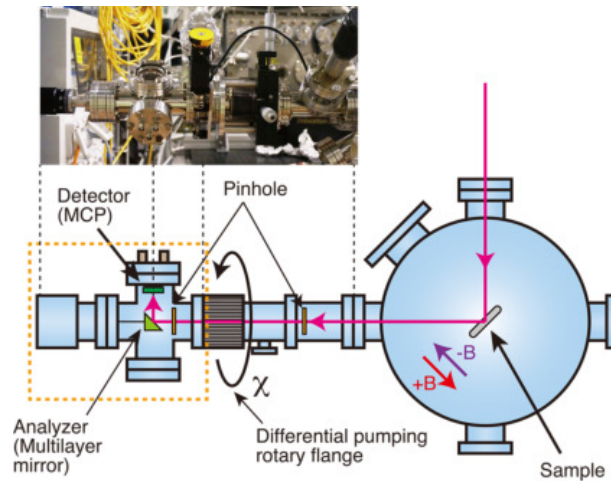 Detector
(MCP)
Pinhole
-B
+B
χ
Analyzer
(Multilayer
mirror)
Differential pumping
rotary flange
Sample